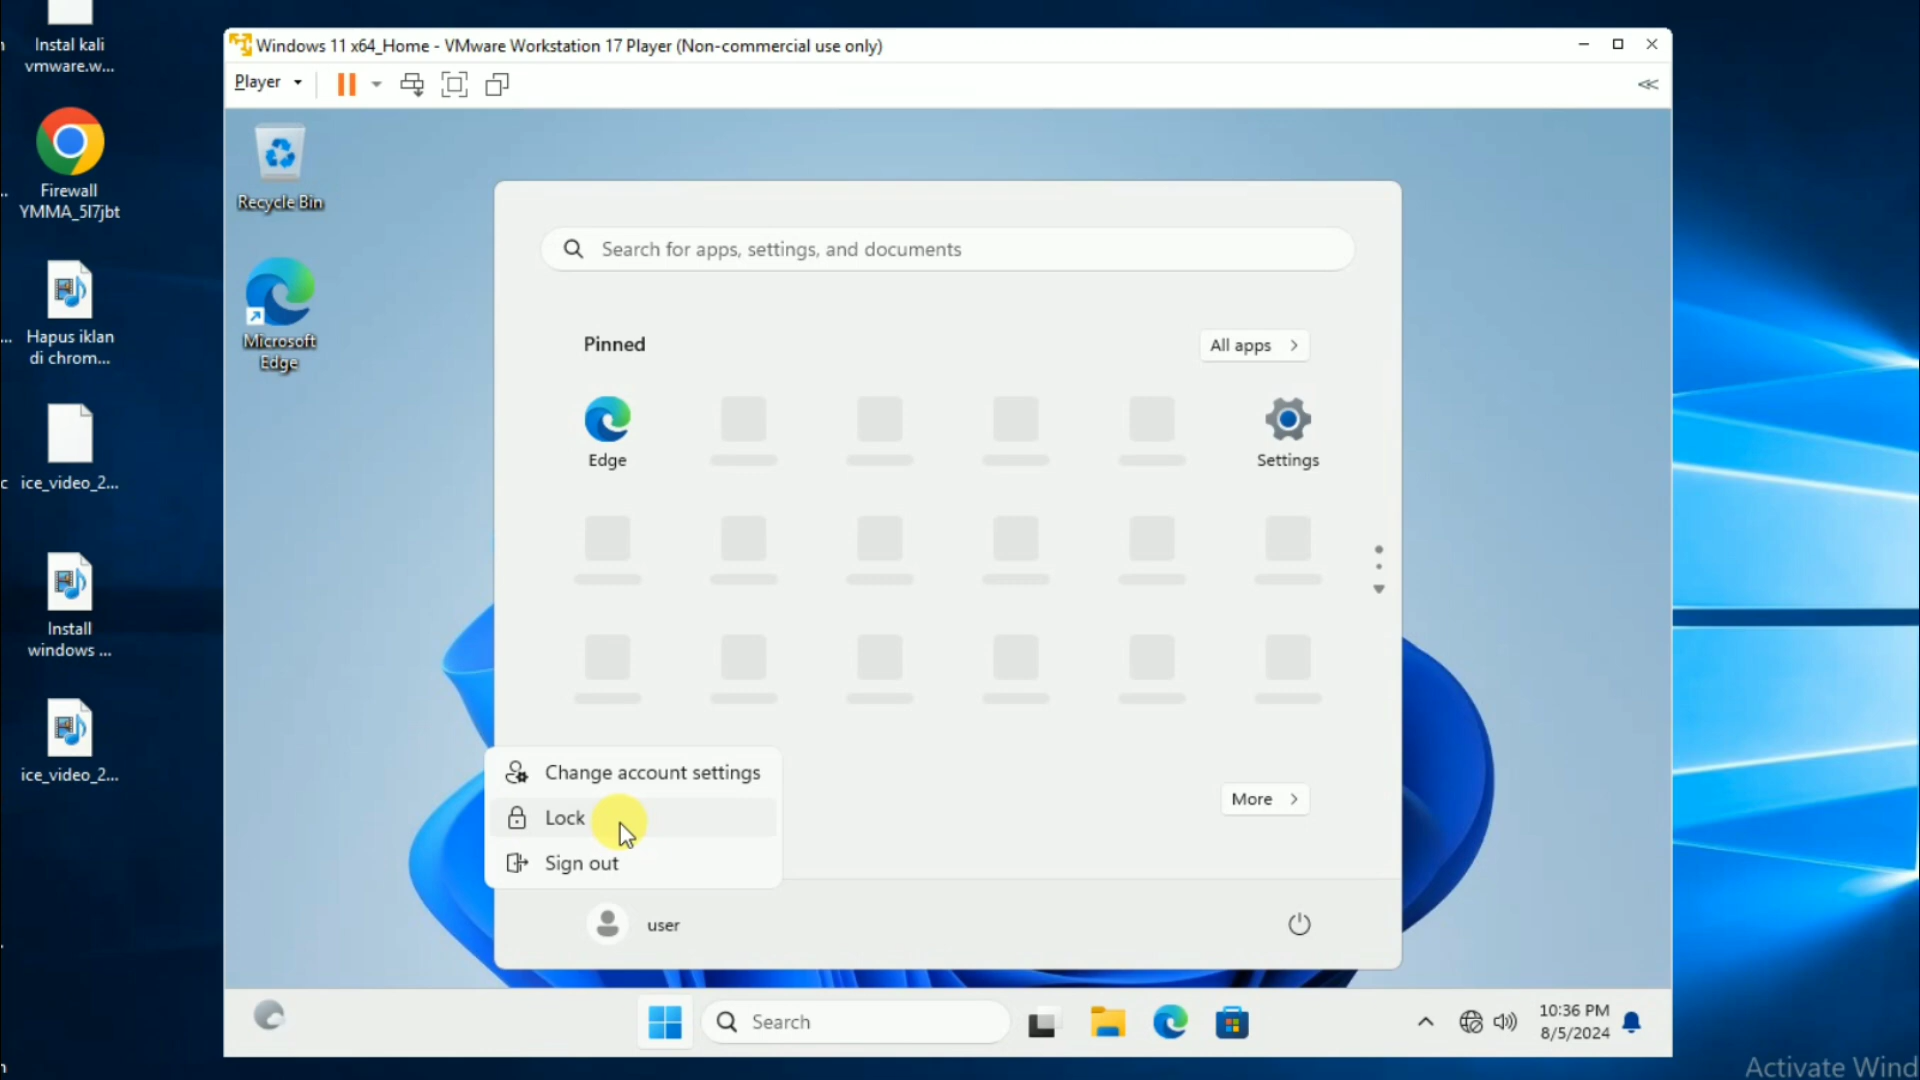 Instal kali
vmware.w...
Firewall
YMMA_5I7jbt
Hapus iklan
di chrom...
ice_video_2...
Install
windows ...
ice_video_2...
Windows 11 x64_Home - VMware Workstation 17 Player (Non-commercial use only)
Player
Recycle Bin
Microsoft
Edge
Search for apps, settings, and documents
Pinned
All apps
Edge
Settings
Change account settings
Lock
Sign out
More
user
Search
10:36 PM
8/5/2024
Activate Wind